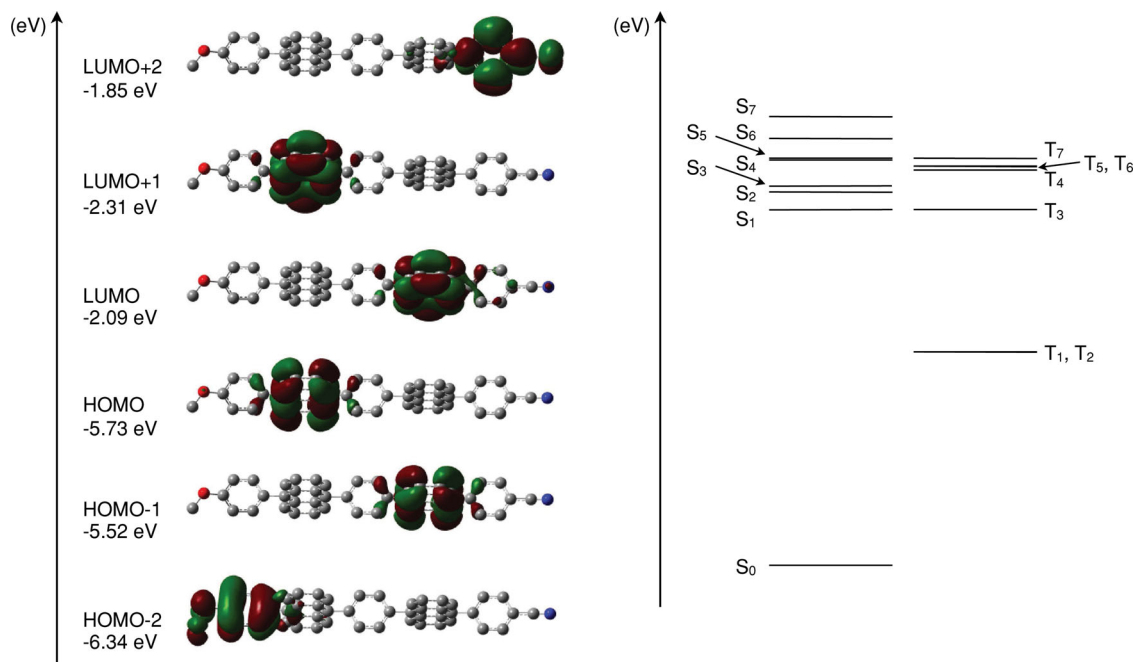 (eV)
LUMO+2
-1.85 eV
LUMO+1
-2.31 eV
LUMO
-2.09 eV
HOMO
-5.73 eV
HOMO-1
-5.52 eV
HOMO-2
-6.34 eV
(eV)
S7
S6
S5
S4
S3
S2
S1
S0
T7
T5, T6
T4
T3
T1, T2